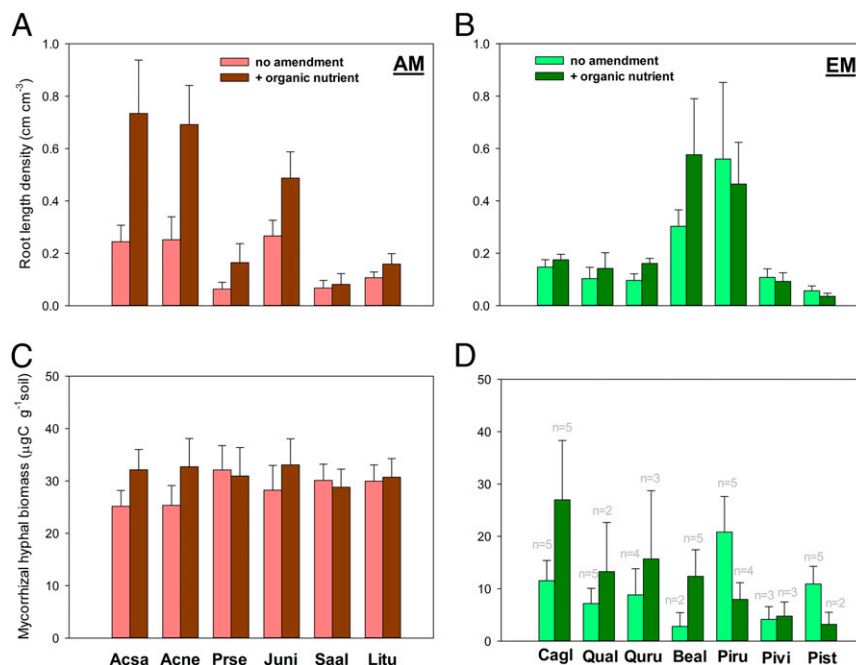 A
B
1.0
0.8
0.6
0.4
0.2
0.0
Root length density (cm cm⁻³)
no amendment
+ organic nutrient
AM
1.0
0.8
0.6
0.4
0.2
0.0
no amendment
+ organic nutrient
EM
C
D
50
40
30
20
10
0
Mycorrhizal hyphal biomass (µgC g⁻¹soil)
Acsa Acne Prse Juni Saal Litu
50
40
30
20
10
0
n=5
n=5
n=5
n=2
n=4
n=3
n=2
n=5
n=5
n=4
n=3
n=3
n=5
n=2
Cagl Qual Quru Beal Piru Pivi Pist